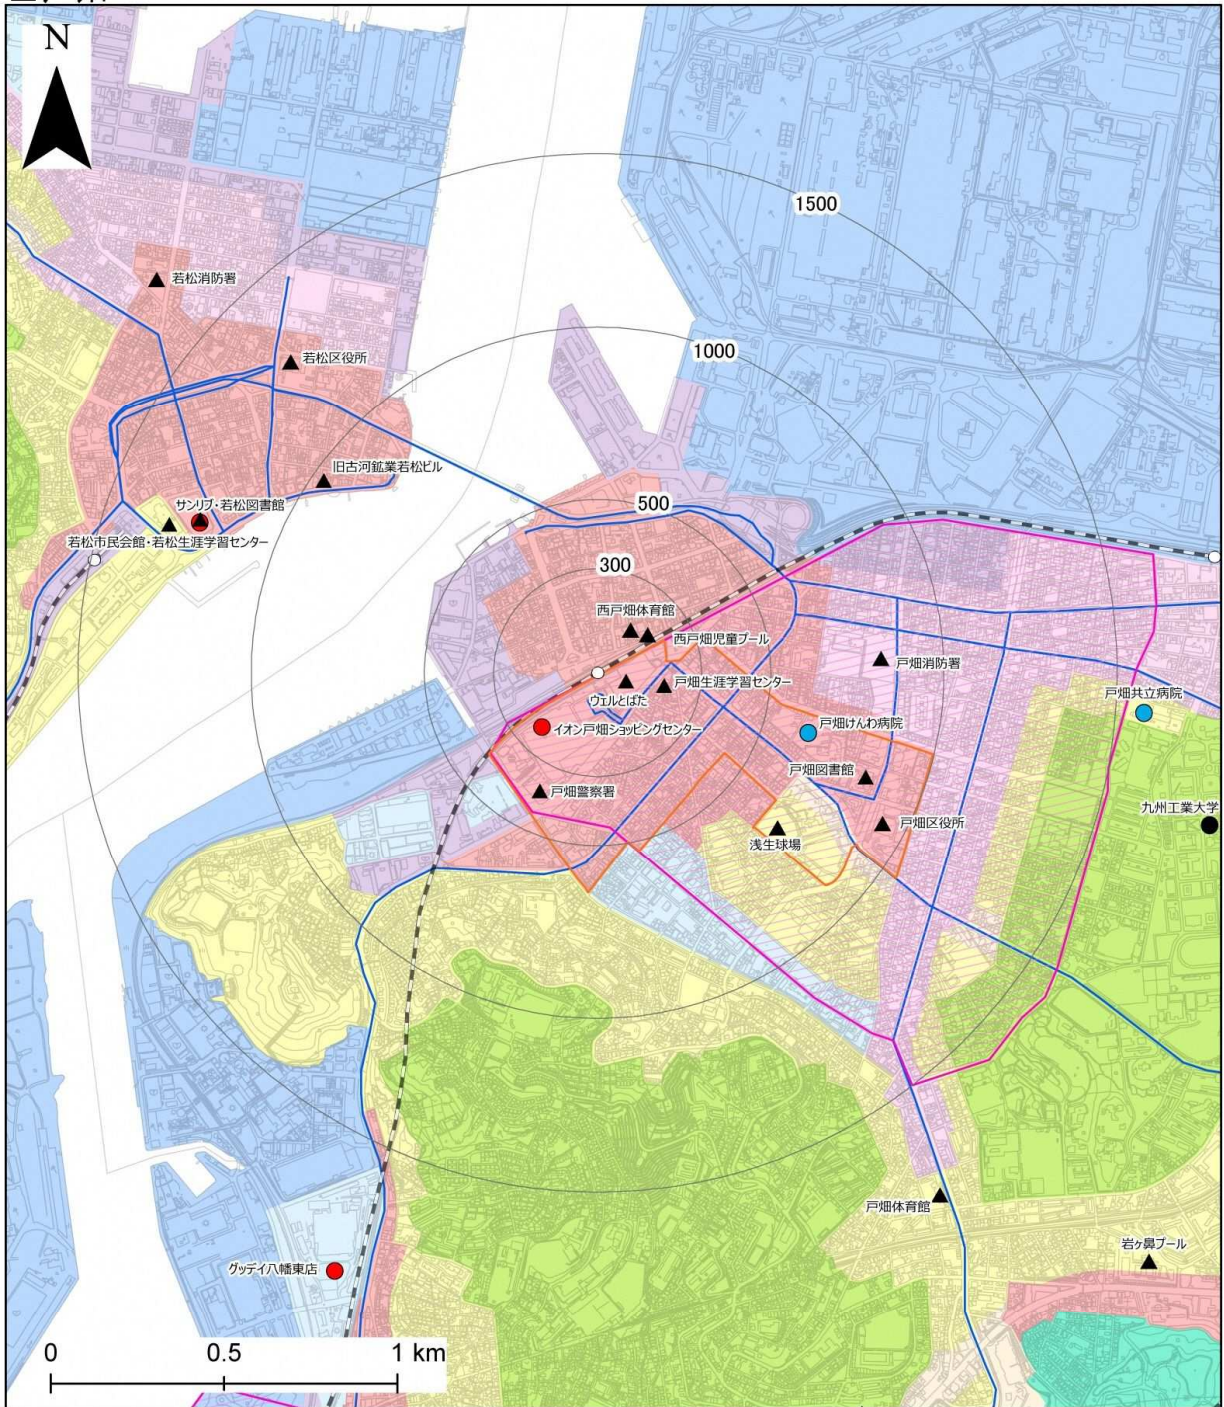 N
1500
若松消防署
1000
若松区役所
旧古河鉱業若松ビル
サンリブ・若松図書館
500
若松市民会館・若松生涯学習センター
300
西戸畑体育館
西戸畑児童プール
戸畑消防署
戸畑生涯学習センター
戸畑共立病院
ウェルとばた
戸畑けんわ病院
イオン戸畑ショッピングセンター
戸畑図書館
戸畑警察署
九州工業大学
戸畑区役所
浅生球場
戸畑体育館
岩ヶ鼻プール
グッデイ八幡東店
0 0.5 1 km